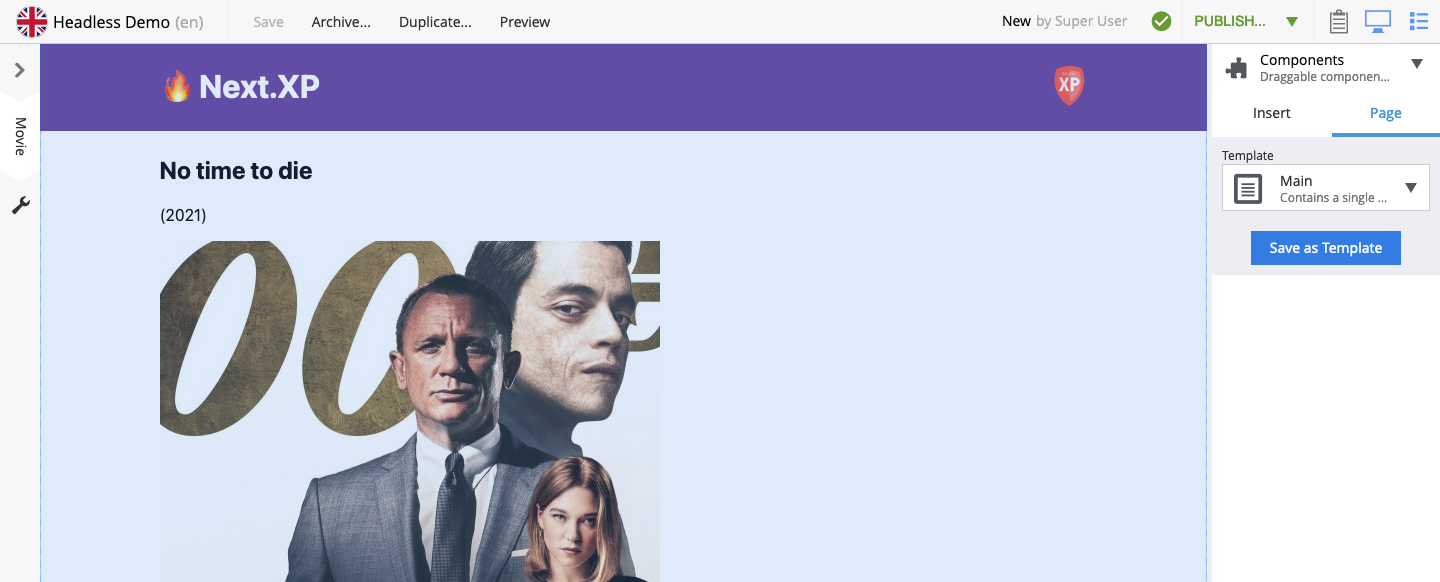 Headless Demo (en)
Save
Archive...
Duplicate...
Preview
New by Super User
PUBLISH...
Movie
Next.XP
XP
No time to die
(2021)
007
Components
Draggable componen...
Insert
Page
Template
Main
Contains a single ...
Save as Template